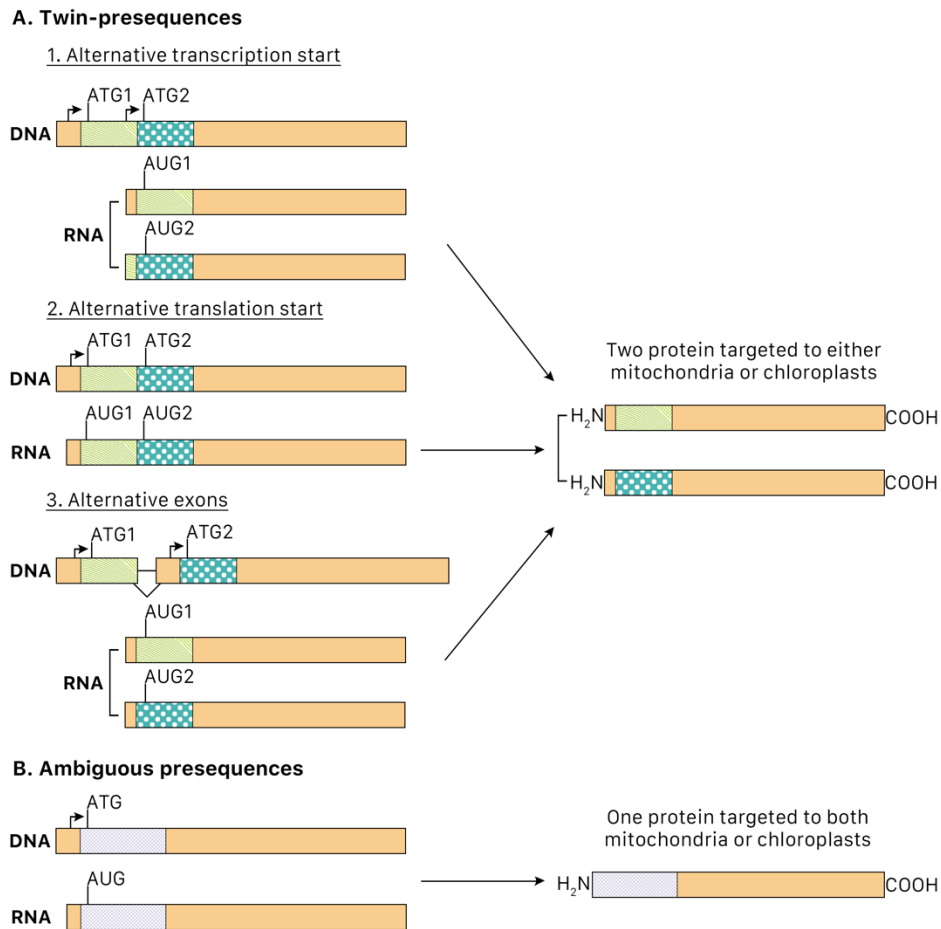 A. Twin-presequences
1. Alternative transcription start
ATG1 ATG2
DNA
AUG1
RNA
AUG2
2. Alternative translation start
ATG1 ATG2
DNA
AUG1 AUG2
RNA
3. Alternative exons
ATG1 ATG2
DNA
AUG1
RNA
AUG2
Two protein targeted to either
mitochondria or chloroplasts
H₂N COOH
H₂N COOH
B. Ambiguous presequences
ATG
DNA
AUG
RNA
One protein targeted to both
mitochondria or chloroplasts
H₂N COOH